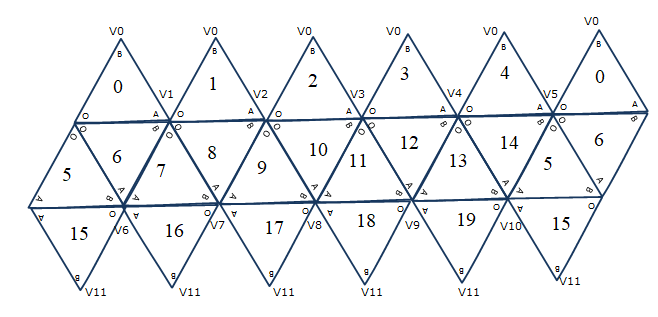 V0 V0 V0 V0 V0 V0
B B B B B B
0 1 2 3 4 0
V1 V2 V3 V4 V5
O A O A O A O A O A O A
O O B O O B O O B O O B O O B O O B
6 8 10 12 14 6
5 7 9 11 13 5
A B A A B A A B A A B A A B A A B A
A O A O A O A O A O A O
V6 V7 V8 V9 V10
15 16 17 18 19 15
B B B B B B
V11 V11 V11 V11 V11 V11